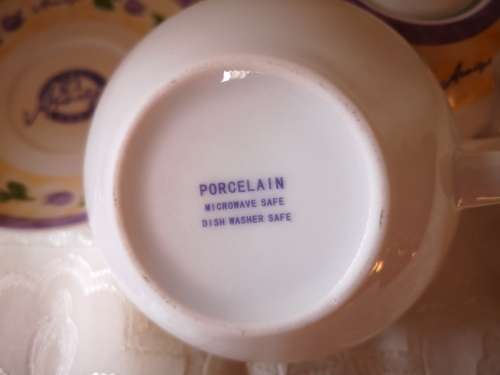 PORCELAIN
MICROWAVE SAFE
DISH WASHER SAFE